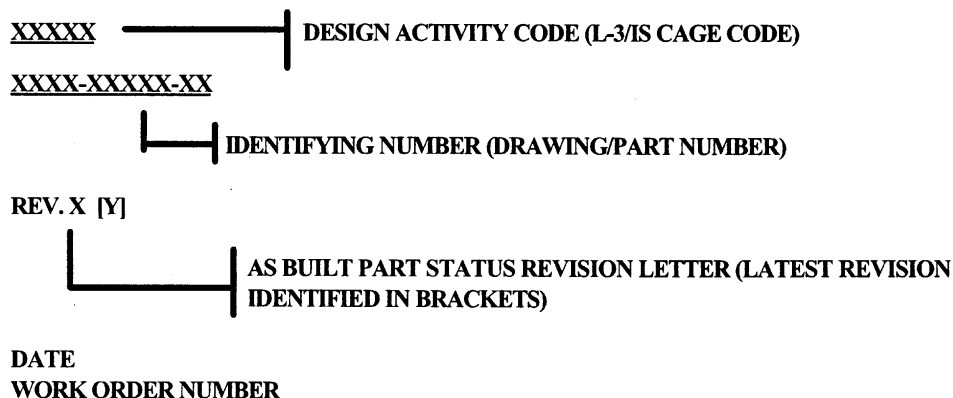 XXXXX DESIGN ACTIVITY CODE (L-3/IS CAGE CODE)
XXXX-XXXXX-XX
IDENTIFYING NUMBER (DRAWING/PART NUMBER)
REV. X [Y]
AS BUILT PART STATUS REVISION LETTER (LATEST REVISION
IDENTIFIED IN BRACKETS)
DATE
WORK ORDER NUMBER